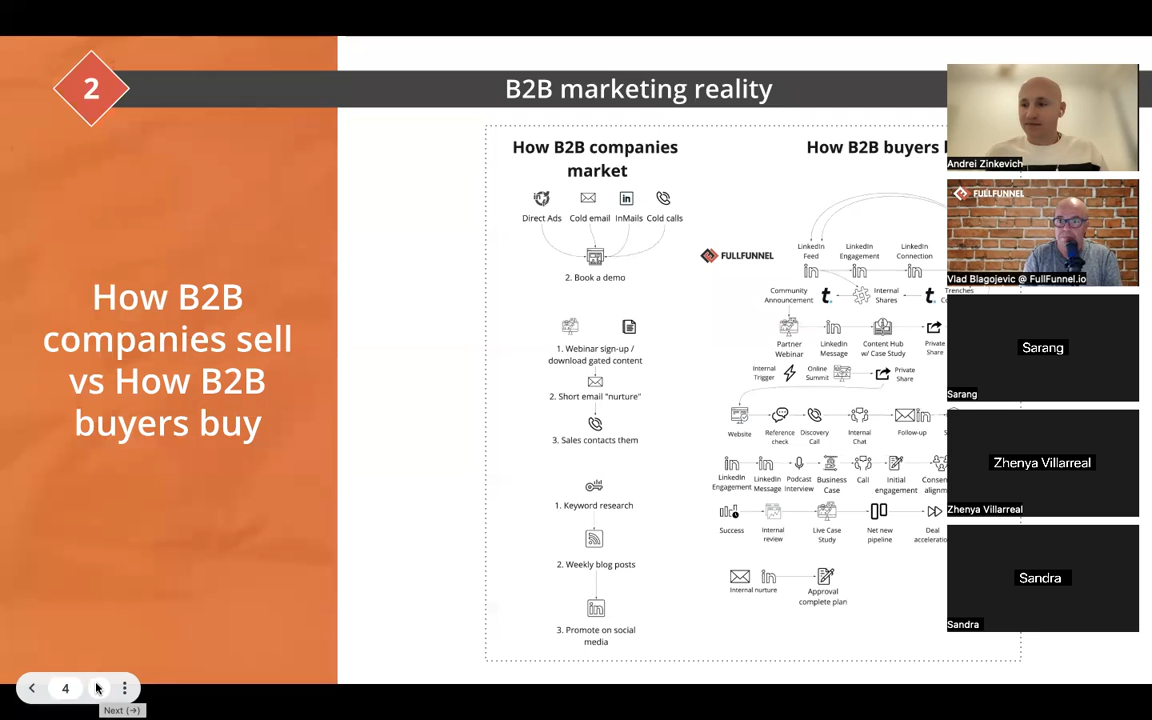 2
B2B marketing reality
How B2B
companies sell
vs How B2B
buyers buy
How B2B companies
market
Direct Ads
Cold email
InMails
Cold calls
2. Book a demo
1. Webinar sign-up /
download gated content
2. Short email "nurture"
3. Sales contacts them
1. Keyword research
2. Weekly blog posts
3. Promote on social
media
How B2B buyers
FULLFUNNEL
LinkedIn
Feed
LinkedIn
Engagement
LinkedIn
Connection
Community
Announcement
Internal
Shares
Trenches
Partner
Webinar
LinkedIn
Message
Content Hub
w/ Case Study
Private
Share
Internal
Trigger
Online
Summit
Private
Share
Website
Reference
check
Discovery
Call
Internal
Chat
Follow-up
LinkedIn
Engagement
LinkedIn
Message
Podcast
Interview
Business
Case
Call
Initial
engagement
Success
Internal
review
Live Case
Study
Net new
pipeline
Deal
Internal nurture
Approval
complete plan
Andrei Zinkevich
FULLFUNNEL
Vlad Blagojevic @ FullFunnel.io
Sarang
Sarang
Zhenya Villarreal
Zhenya Villarreal
Sandra
Sandra
4
Next (→)